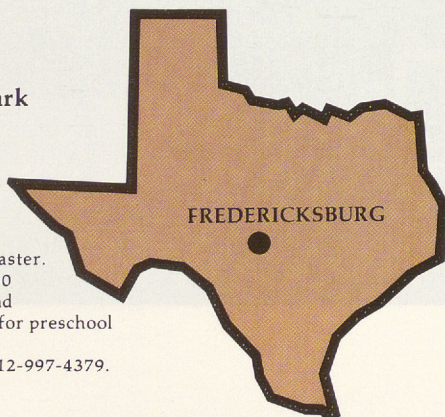 rk
FREDERICKSBURG
aster.
0
nd
for preschool
12-997-4379.